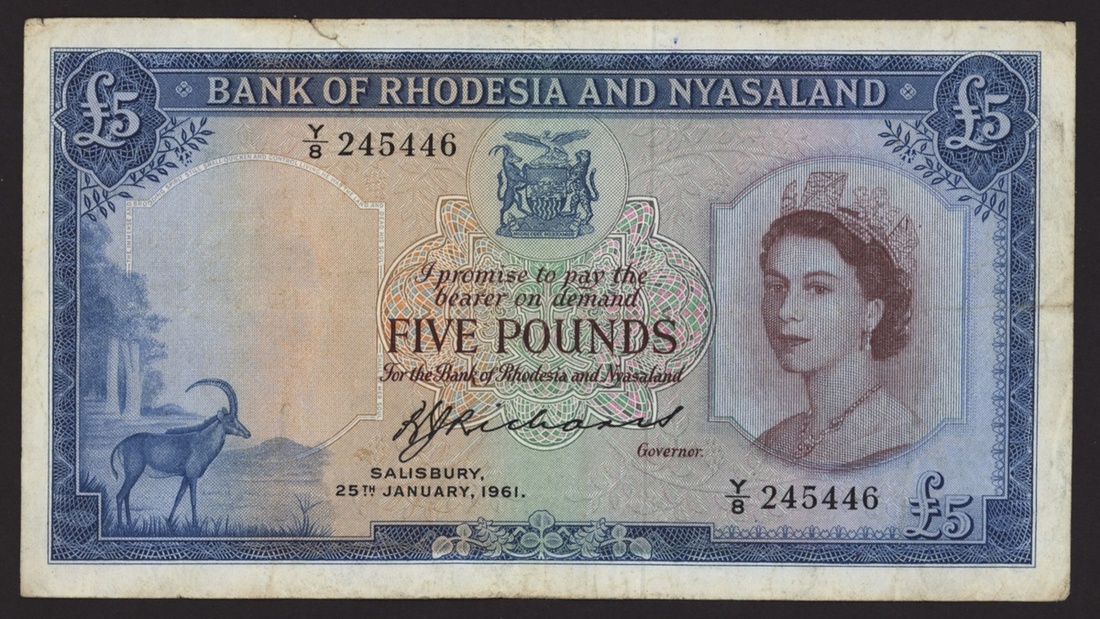 £5
BANK OF RHODESIA AND NYASALAND
£5
Y/8 245446
I promise to pay the
bearer on demand
FIVE POUNDS
For the Bank of Rhodesia and Nyasaland
Governor.
SALISBURY,
25TH JANUARY, 1961.
Y/8 245446
£5